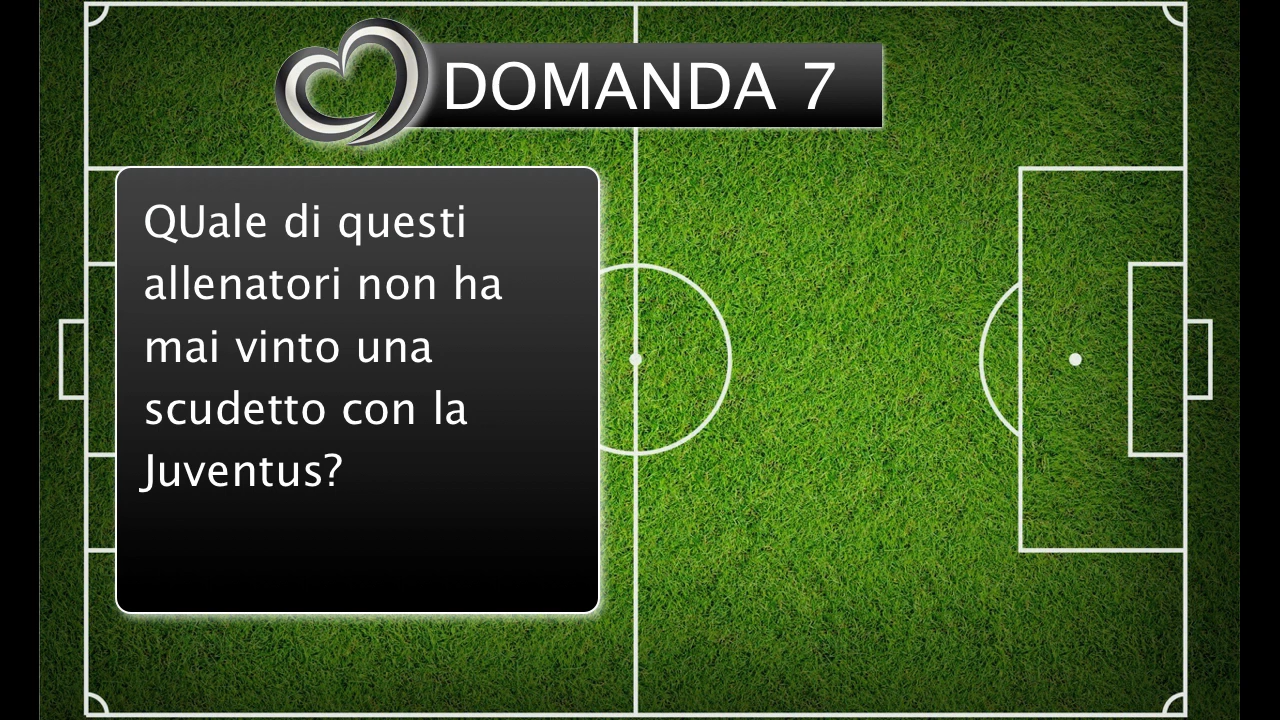 DOMANDA 7
QUale di questi
allenatori non ha
mai vinto una
scudetto con la
Juventus?